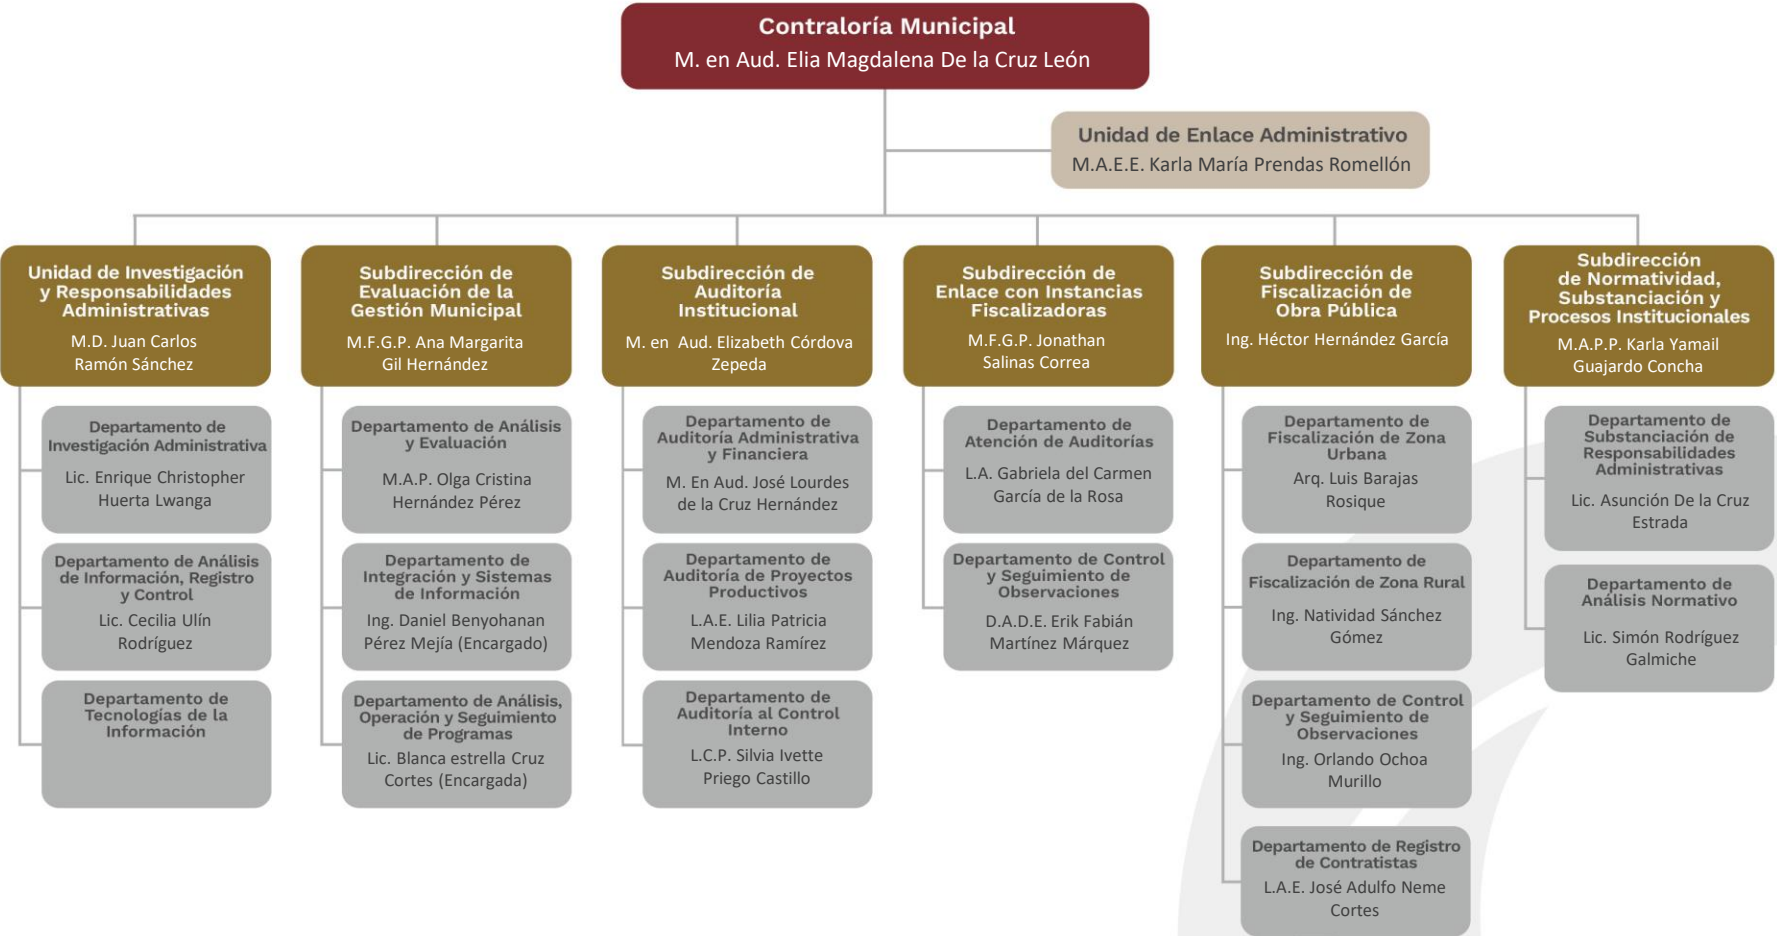 Contraloría Municipal
M. en Aud. Elia Magdalena De la Cruz León
Unidad de Enlace Administrativo
M.A.E.E. Karla María Prendas Romellón
Unidad de Investigación
y Responsabilidades
Administrativas
M.D. Juan Carlos
Ramón Sánchez
Departamento de
Investigación Administrativa
Lic. Enrique Christopher
Huerta Lwanga
Departamento de Análisis
de Información, Registro
y Control
Lic. Cecilia Ulín
Rodríguez
Departamento de
Tecnologías de la
Información
Subdirección de
Evaluación de la
Gestión Municipal
M.F.G.P. Ana Margarita
Gil Hernández
Departamento de Análisis
y Evaluación
M.A.P. Olga Cristina
Hernández Pérez
Departamento de
Integración y Sistemas
de Información
Ing. Daniel Benyohanan
Pérez Mejía (Encargado)
Departamento de Análisis,
Operación y Seguimiento
de Programas
Lic. Blanca estrella Cruz
Cortes (Encargada)
Subdirección de
Auditoría
Institucional
M. en  Aud. Elizabeth Córdova
Zepeda
Departamento de
Auditoría Administrativa
y Financiera
M. En Aud. José Lourdes
de la Cruz Hernández
Departamento de
Auditoría de Proyectos
Productivos
L.A.E. Lilia Patricia
Mendoza Ramírez
Departamento de
Auditoría al Control
Interno
L.C.P. Silvia Ivette
Priego Castillo
Subdirección de
Enlace con Instancias
Fiscalizadoras
M.F.G.P. Jonathan
Salinas Correa
Departamento de
Atención de Auditorías
L.A. Gabriela del Carmen
García de la Rosa
Departamento de Control
y Seguimiento de
Observaciones
D.A.D.E. Erik Fabián
Martínez Márquez
Subdirección de
Fiscalización de
Obra Pública
Ing. Héctor Hernández García
Departamento de
Fiscalización de Zona
Urbana
Arq. Luis Barajas
Rosique
Departamento de
Fiscalización de Zona Rural
Ing. Natividad Sánchez
Gómez
Departamento de Control
y Seguimiento de
Observaciones
Ing. Orlando Ochoa
Murillo
Departamento de Registro
de Contratistas
L.A.E. José Adulfo Neme
Cortes
Subdirección
de Normatividad,
Substanciación y
Procesos Institucionales
M.A.P.P. Karla Yamail
Guajardo Concha
Departamento de
Substanciación de
Responsabilidades
Administrativas
Lic. Asunción De la Cruz
Estrada
Departamento de
Análisis Normativo
Lic. Simón Rodríguez
Galmiche